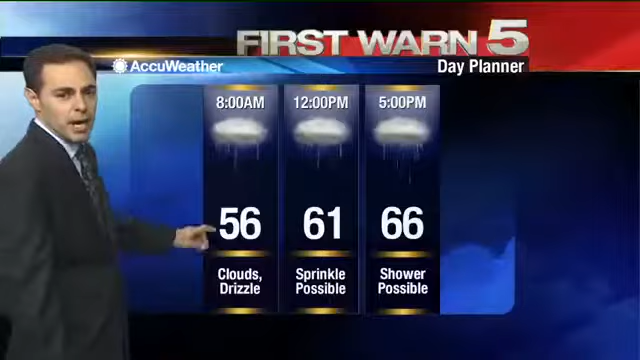 FIRST WARN 5
AccuWeather
Day Planner
8:00AM
12:00PM
5:00PM
56
61
66
Clouds,
Drizzle
Sprinkle
Possible
Shower
Possible